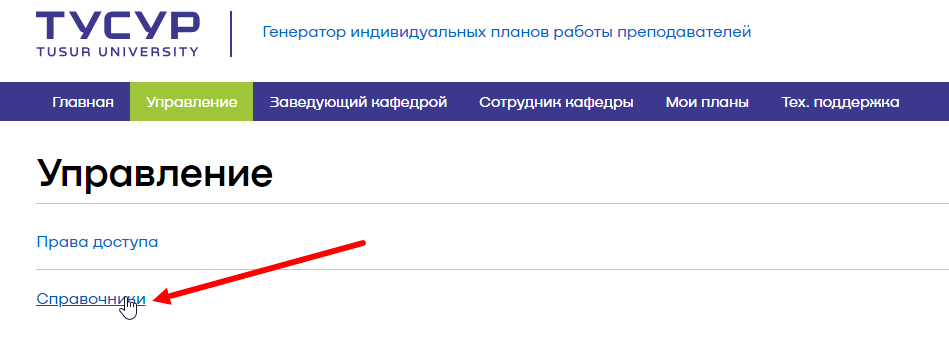 ТУСУР
TUSUR UNIVERSITY
Генератор индивидуальных планов работы преподавателей
Главная Управление Заведующий кафедрой Сотрудник кафедры Мои планы Тех. поддержка
Управление
Права доступа
Справочники